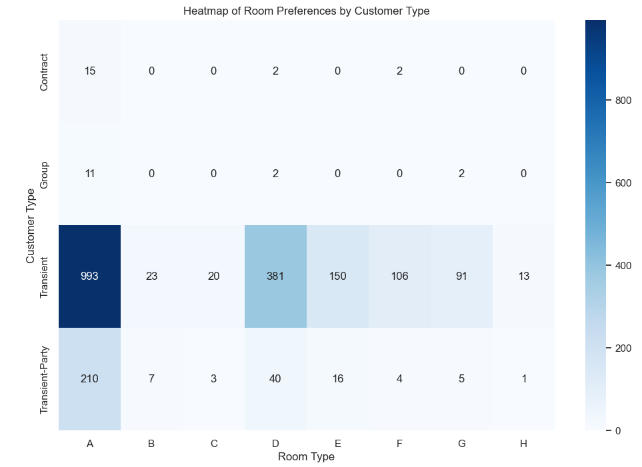 Heatmap of Room Preferences by Customer Type
Customer Type
Contract
15 0 0 2 0 2 0 0
Group
11 0 0 2 0 0 2 0
Transient
993 23 20 381 150 106 91 13
Transient-Party
210 7 3 40 16 4 5 1
A B C D E F G H
Room Type
800
600
400
200
0